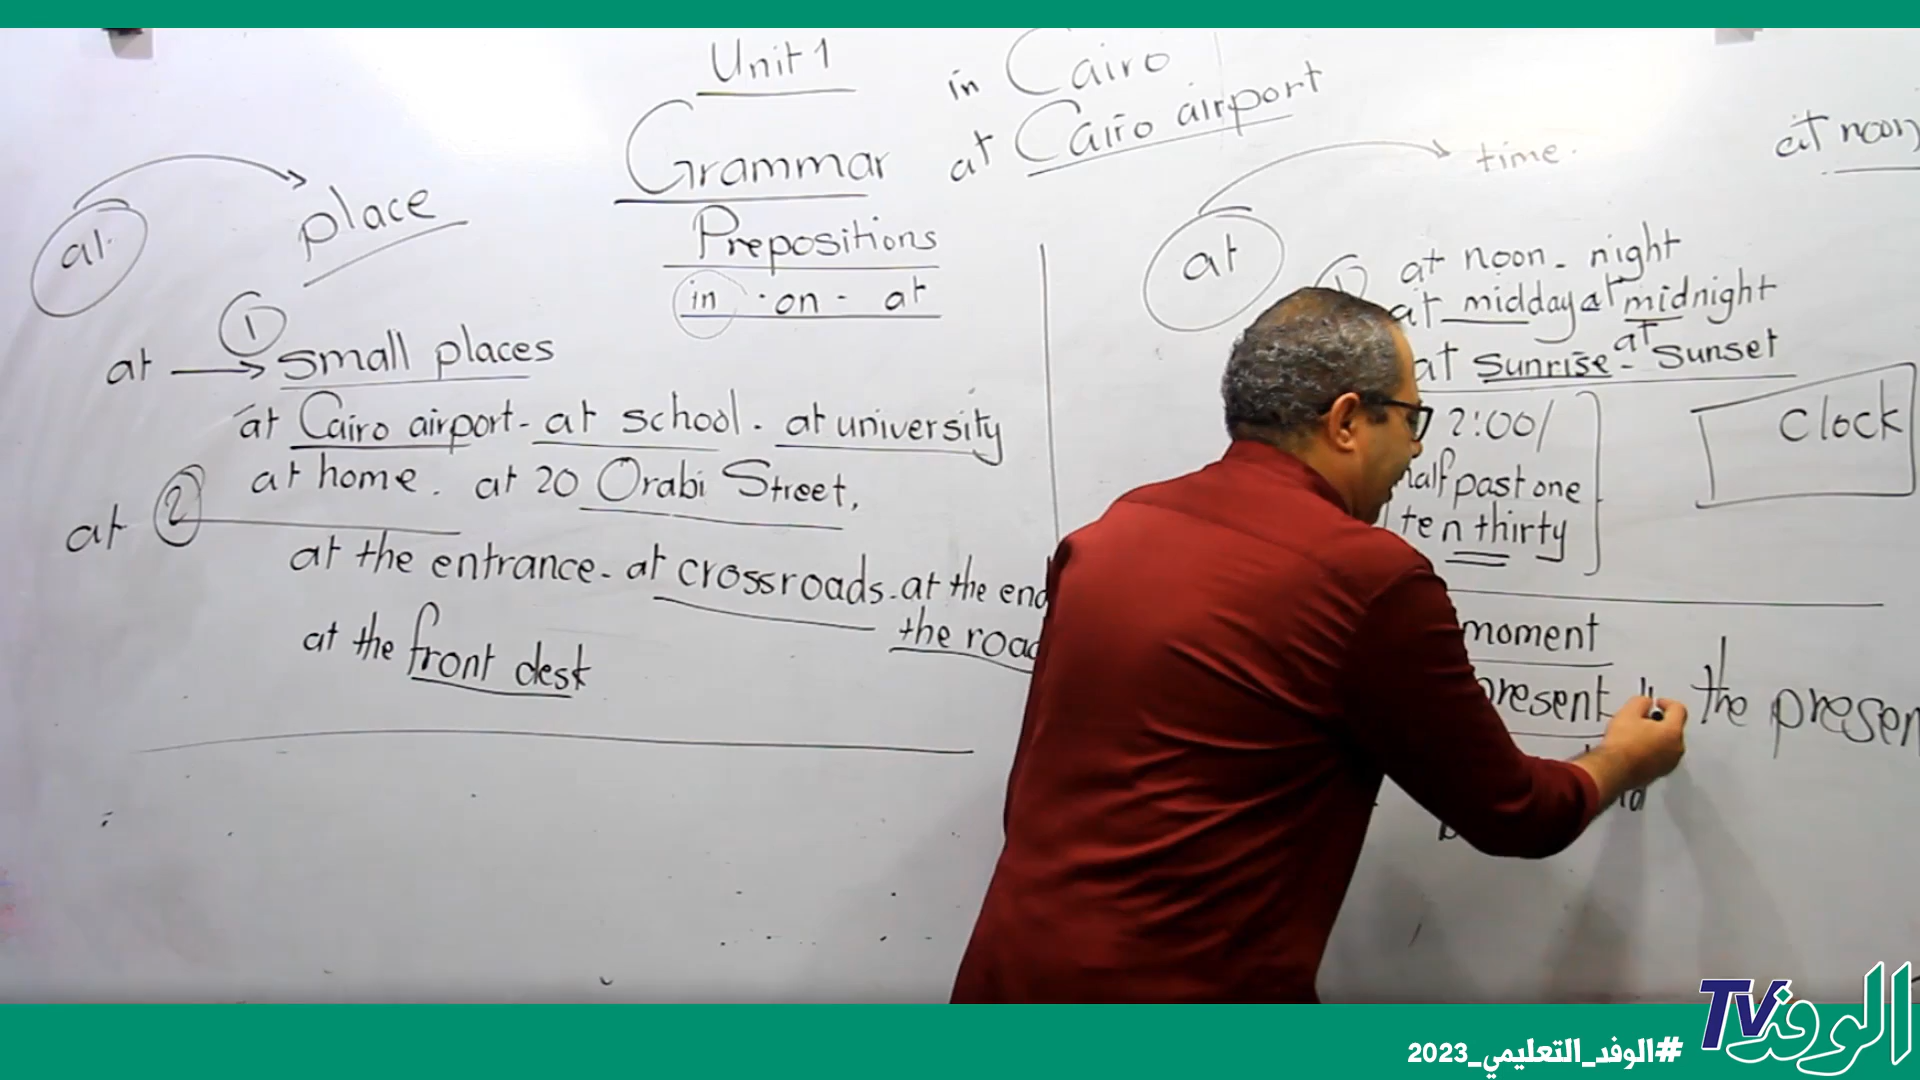 Unit 1
Grammar
Prepositions
in · on - at
in Cairo
at Cairo airport
at
place
at → ① small places
at Cairo airport - at school - at university
at home . at 20 Orabi Street,
at ②
at the entrance - at crossroads - at the end
the road
at the front desk
at
time.
at noon
① at noon - night
at midday at midnight
at sunrise - at sunset
2:00/
half past one
ten thirty
Clock
moment
present
the presen
TV الوفد
#الوفد_التعليمي_2023